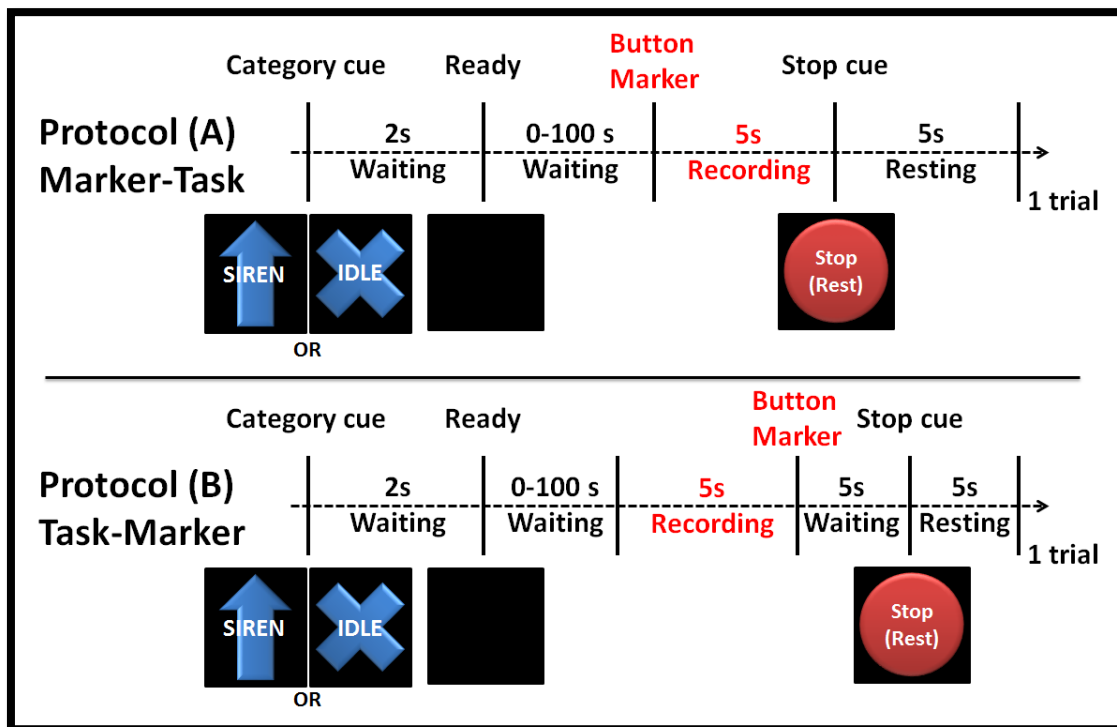 Button
Category cue Ready Marker Stop cue
Protocol (A)
Marker-Task
2s 0-100 s 5s 5s
Waiting Waiting Recording Resting
1 trial
SIREN IDLE Stop
(Rest)
OR
Button
Category cue Ready Marker Stop cue
Protocol (B)
Task-Marker
2s 0-100 s 5s 5s 5s
Waiting Waiting Recording Waiting Resting
1 trial
SIREN IDLE Stop
(Rest)
OR